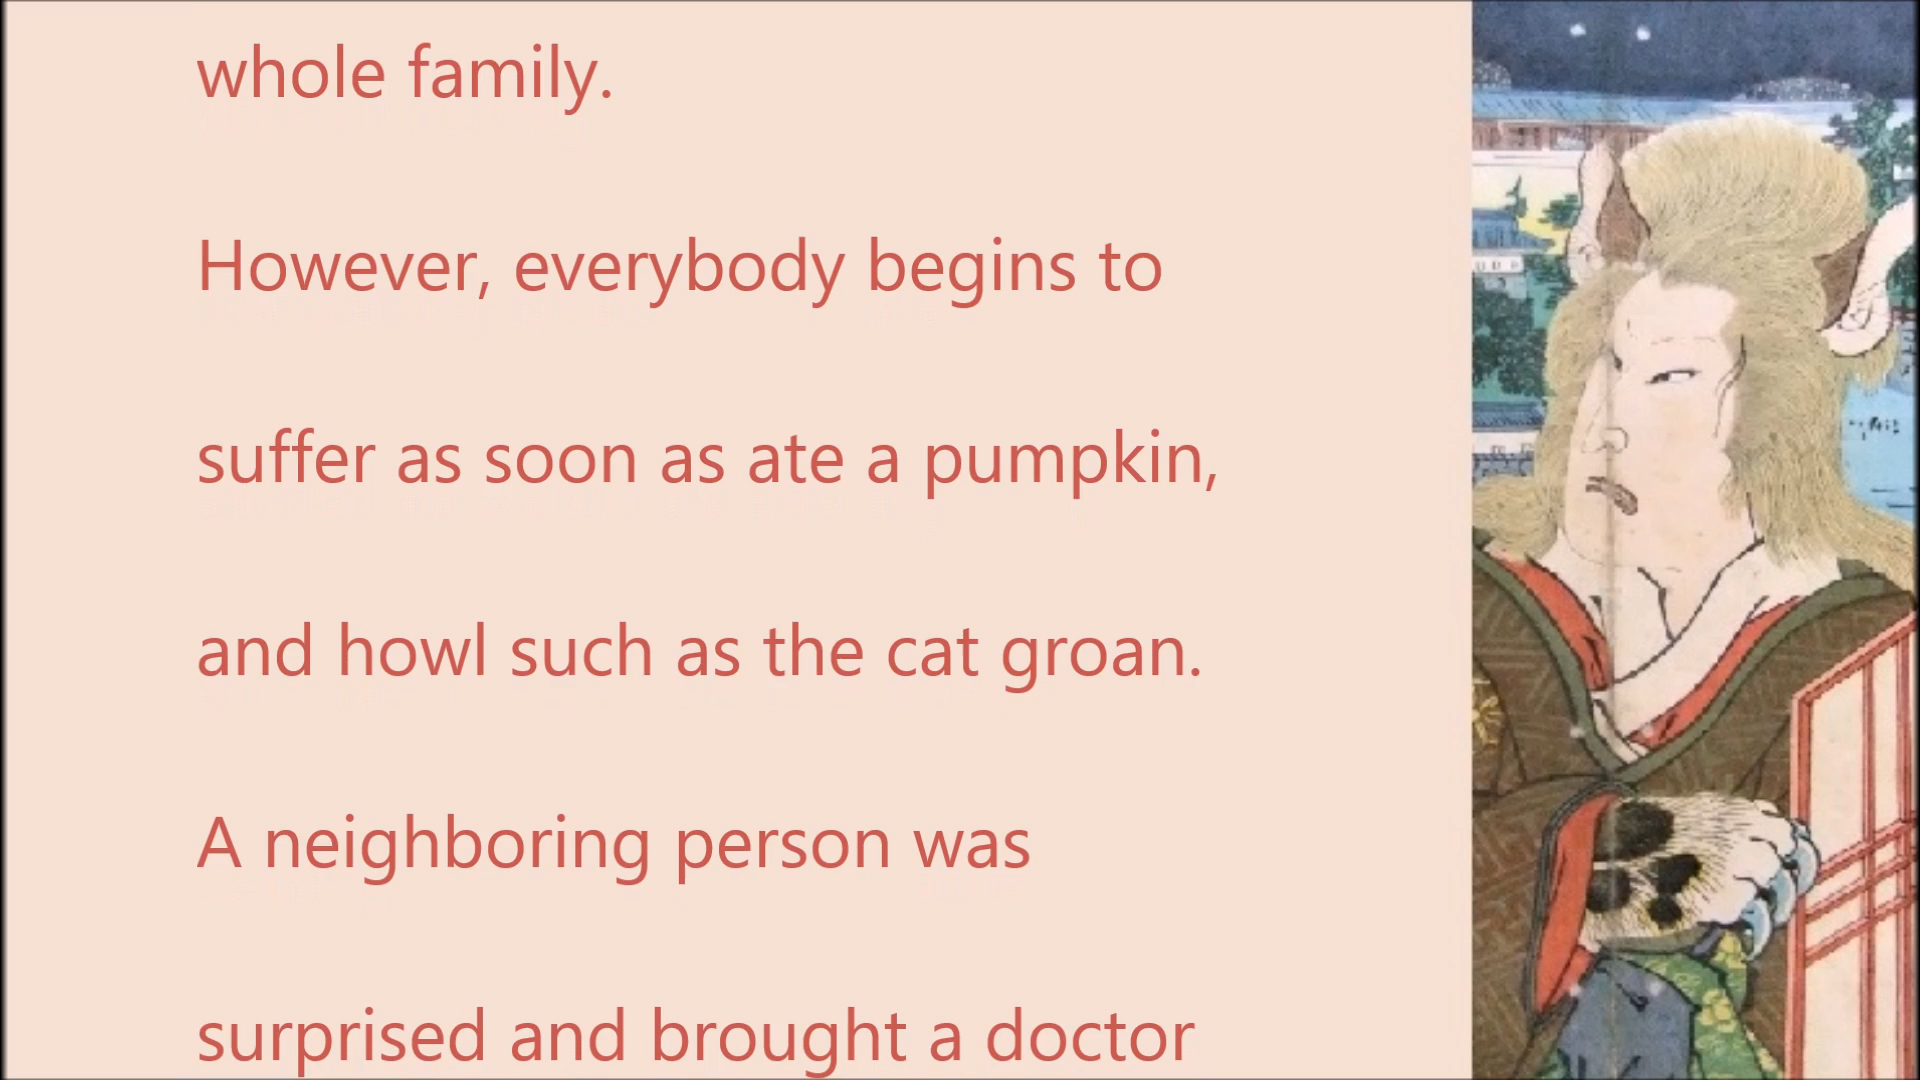 whole family.
However, everybody begins to
suffer as soon as ate a pumpkin,
and howl such as the cat groan.
A neighboring person was
surprised and brought a doctor